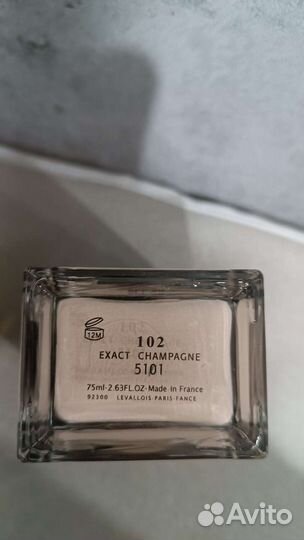 12M
102
EXACT CHAMPAGNE
5101
75ml-2.63FL.OZ-Made In France
92300 LEVALLOIS-PARIS-FANCE
Avito